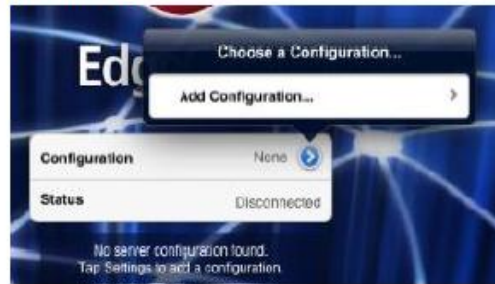 Choose a Configuration...
Edg
Add Configuration...
Configuration None
Status Disconnected
No server configuration found.
Tap Settings to add a configuration.